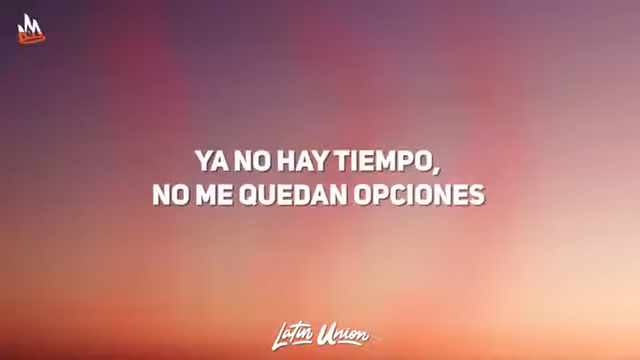 YA NO HAY TIEMPO,
NO ME QUEDAN OPCIONES
Latin Union